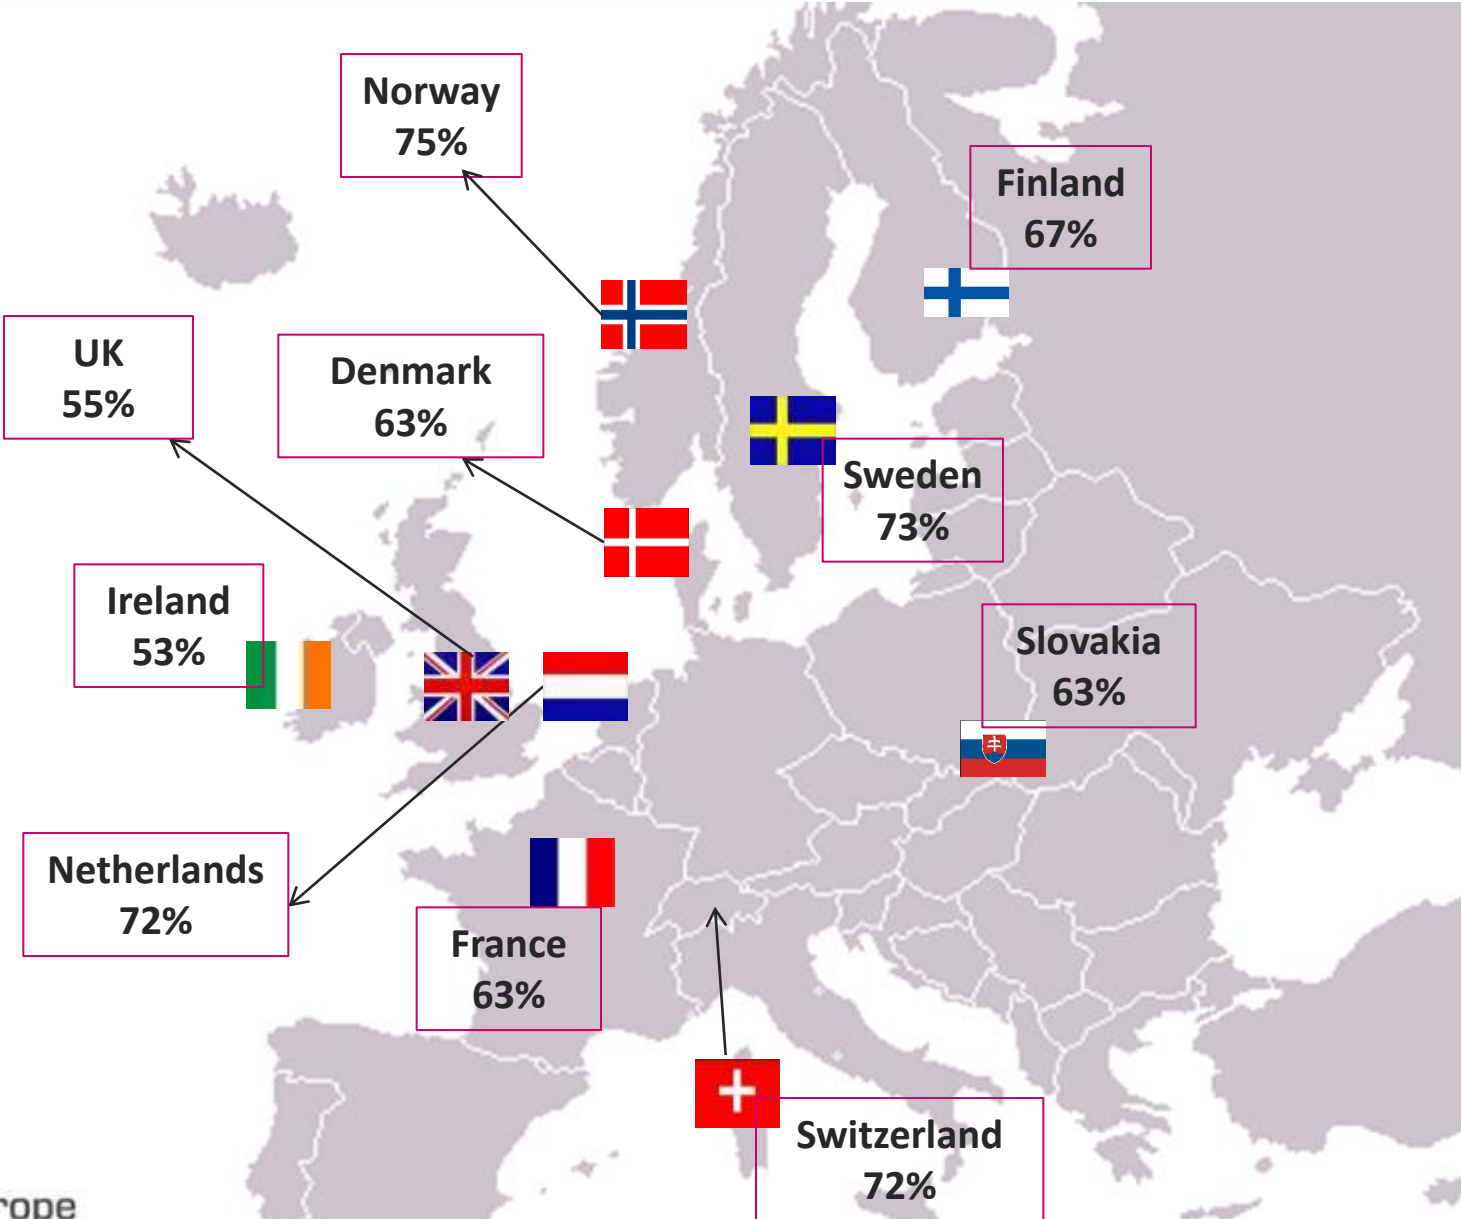 Norway
75%
Finland
67%
UK
55%
Denmark
63%
Sweden
73%
Ireland
53%
Slovakia
63%
Netherlands
72%
France
63%
Switzerland
72%
rope